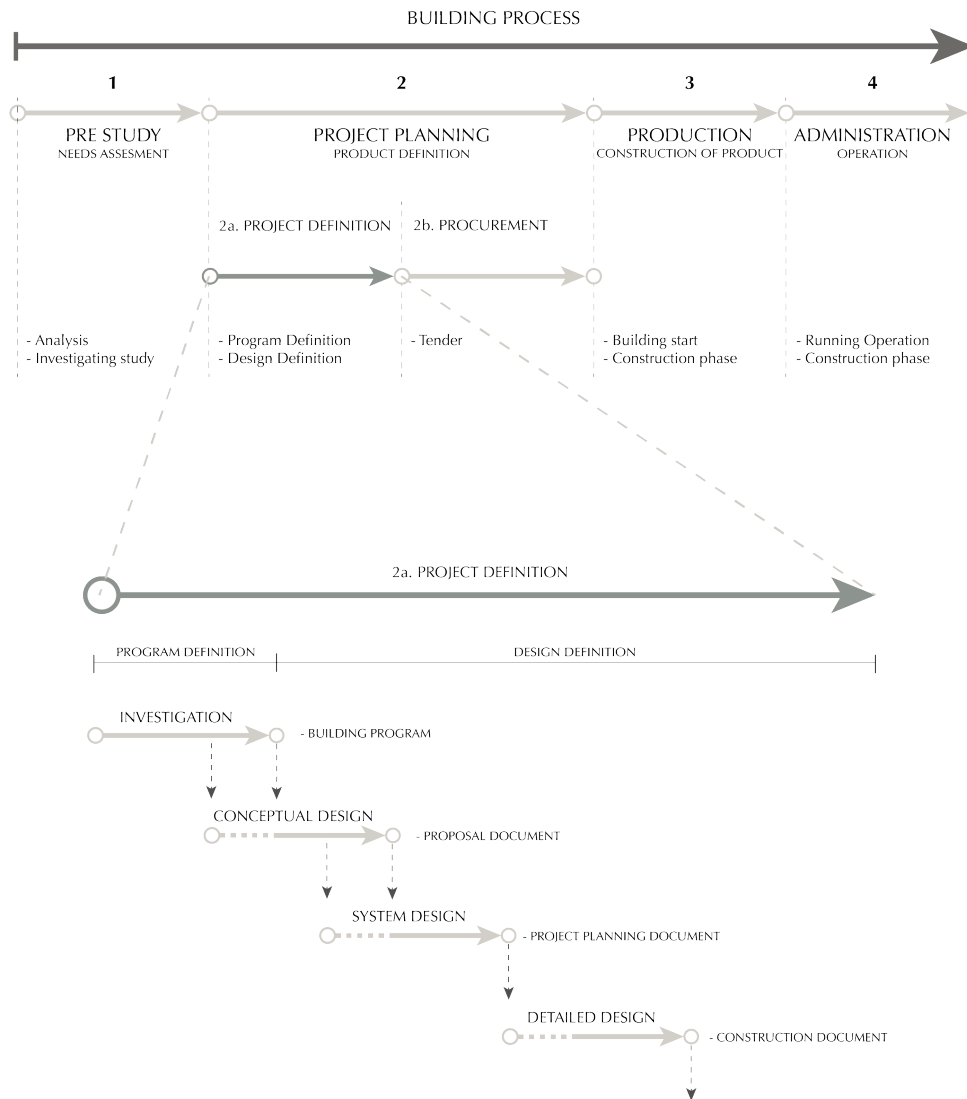 BUILDING PROCESS
1
2
3
4
PRE STUDY
NEEDS ASSESMENT
PROJECT PLANNING
PRODUCT DEFINITION
PRODUCTION
CONSTRUCTION OF PRODUCT
ADMINISTRATION
OPERATION
2a. PROJECT DEFINITION
2b. PROCUREMENT
- Analysis
- Investigating study
- Program Definition
- Design Definition
- Tender
- Building start
- Construction phase
- Running Operation
- Construction phase
2a. PROJECT DEFINITION
PROGRAM DEFINITION
DESIGN DEFINITION
INVESTIGATION
- BUILDING PROGRAM
CONCEPTUAL DESIGN
- PROPOSAL DOCUMENT
SYSTEM DESIGN
- PROJECT PLANNING DOCUMENT
DETAILED DESIGN
- CONSTRUCTION DOCUMENT